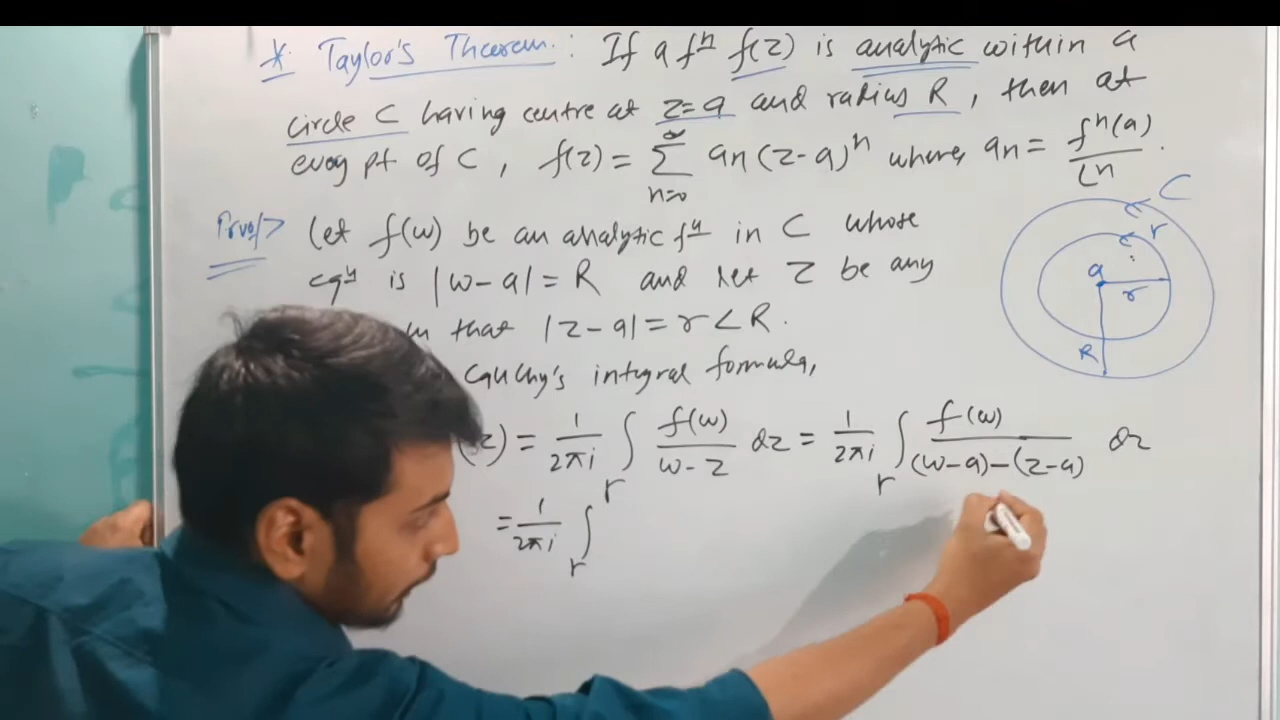 * Taylor's Theorem : If a fⁿ f(z) is analytic within a
circle C having centre at z=a and radius R, then at
every pt of C, f(z) = ∞∑n=0 an(z-a)ⁿ where, an = fⁿ(a)/⌊n .
Proof> Let f(w) be an analytic fⁿ in C whose
eqⁿ is |w-a| = R and let z be any
that |z-a| = r < R.
Cauchy's integral formula,
z) = 1/2πi ∫Γ f(w)/w-z dz = 1/2πi ∫Γ f(w)/(w-a)-(z-a) dz
= 1/2πi ∫Γ
C
Γ
a
r
R